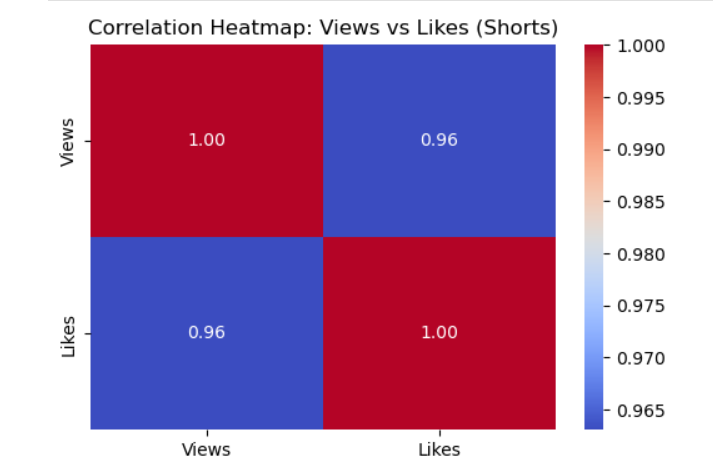 Correlation Heatmap: Views vs Likes (Shorts)
Views
1.00
0.96
Likes
0.96
1.00
Views
Likes
1.000
0.995
0.990
0.985
0.980
0.975
0.970
0.965